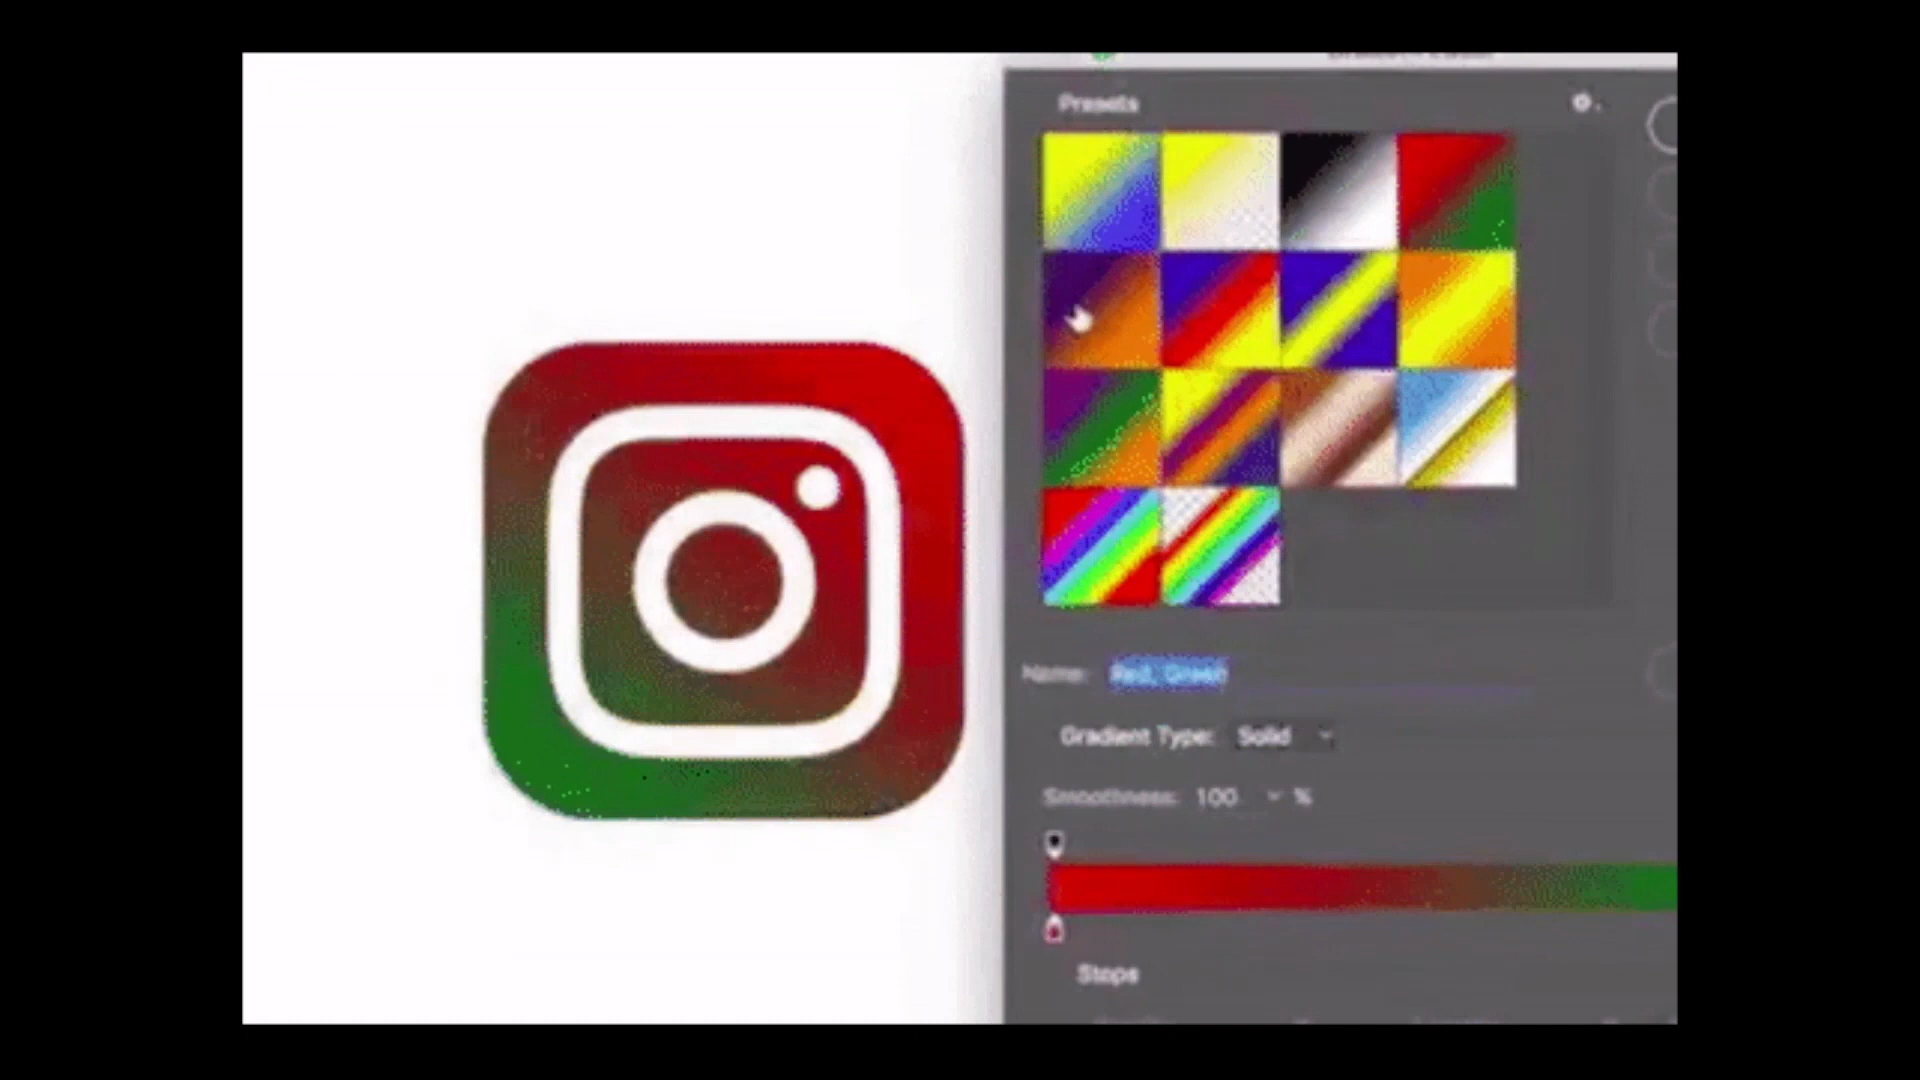 Presets
Name: Red, Green
Gradient Type: Solid
Smoothness: 100 %
Stops